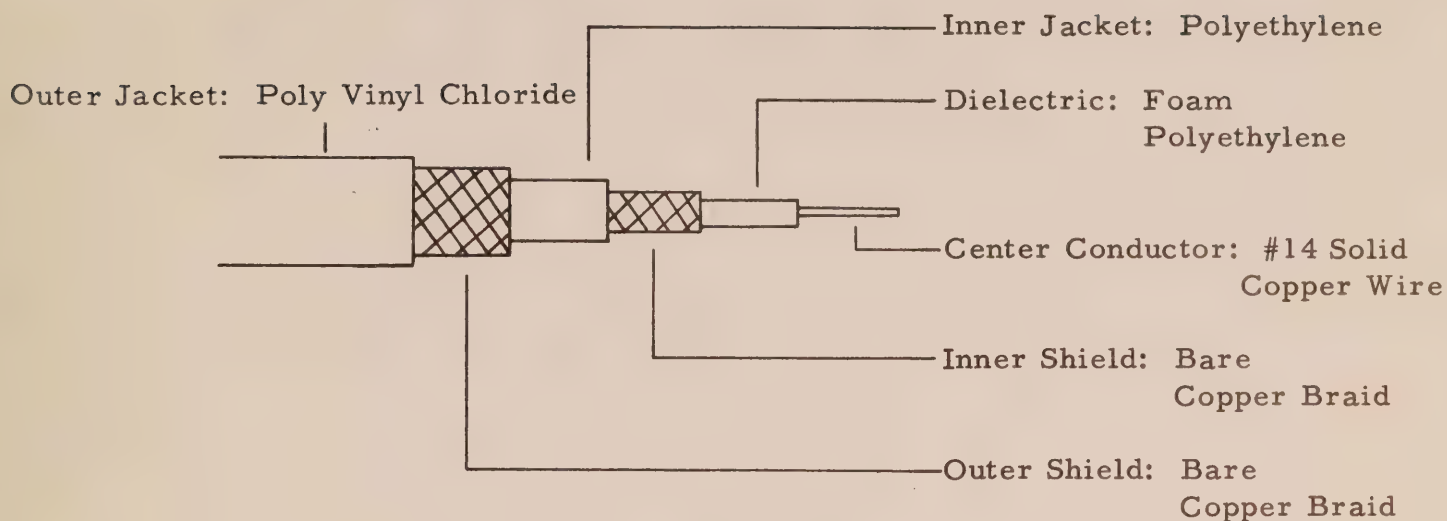 Inner Jacket: Polyethylene
Outer Jacket: Poly Vinyl Chloride
Dielectric: Foam
Polyethylene
Center Conductor: #14 Solid
Copper Wire
Inner Shield: Bare
Copper Braid
Outer Shield: Bare
Copper Braid